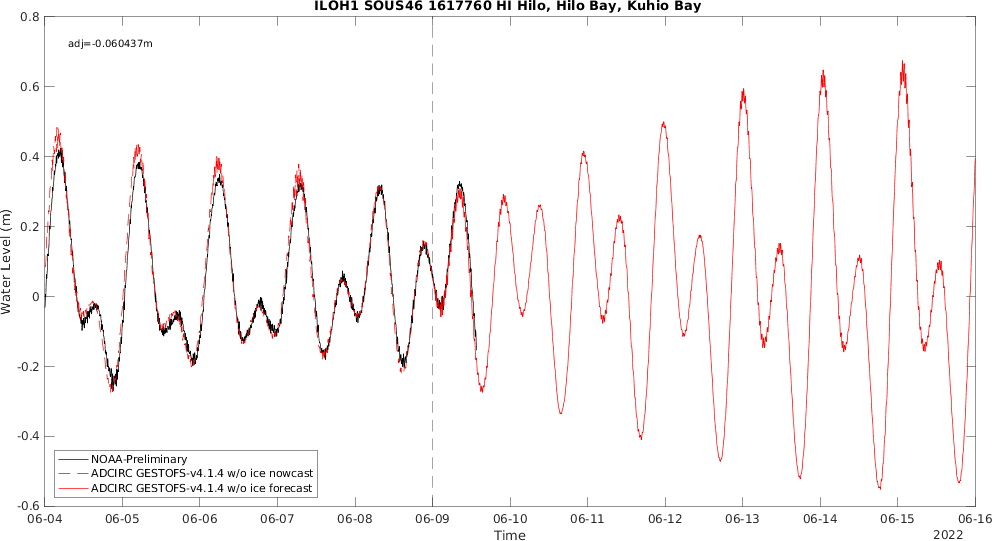 ILOH1 SOUS46 1617760 HI Hilo, Hilo Bay, Kuhio Bay
adj=-0.060437m
0.8
0.6
0.4
0.2
0
-0.2
-0.4
-0.6
Water Level (m)
NOAA-Preliminary
ADCIRC GESTOFS-v4.1.4 w/o ice nowcast
ADCIRC GESTOFS-v4.1.4 w/o ice forecast
06-04 06-05 06-06 06-07 06-08 06-09 06-10 06-11 06-12 06-13 06-14 06-15 06-16
Time
2022